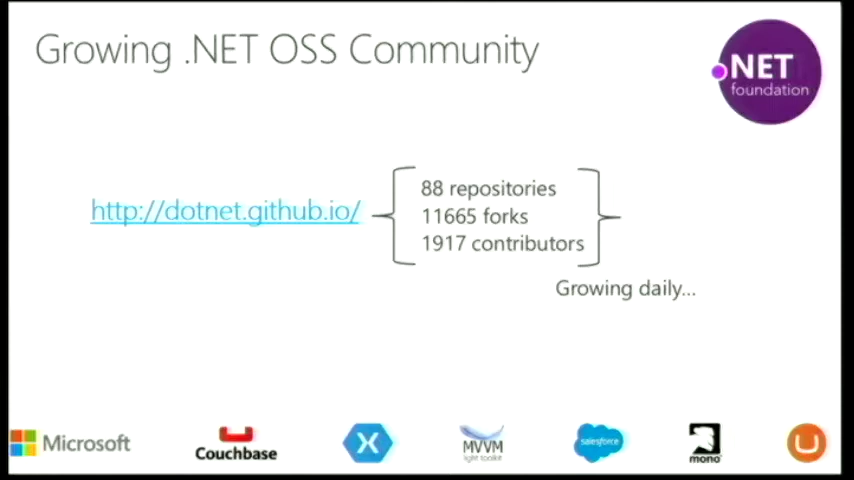 Growing .NET OSS Community
.NET
foundation
http://dotnet.github.io/
88 repositories
11665 forks
1917 contributors
Growing daily...
Microsoft
Couchbase
X
MVVM
light toolkit
salesforce
mono
U